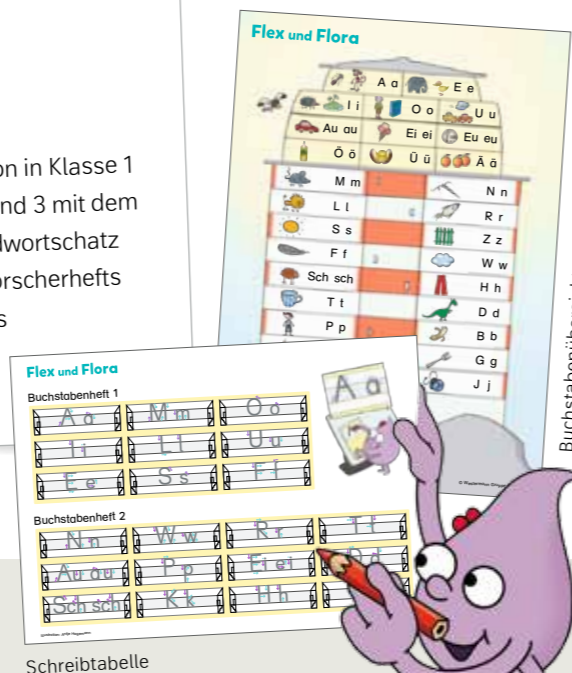 on in Klasse 1
nd 3 mit dem
dwortschatz
orscherhefts
s
Flex und Flora
A a E e
I i O o U u
Au au Ei ei Eu eu
Ö ö Ü ü Ä ä
M m N n
L l R r
S s Z z
F f W w
Sch sch H h
T t D d
P p B b
G g
J j
Flex und Flora
Buchstabenheft 1
A a M m O o
I i L l U u
E e S s F f
Buchstabenheft 2
N n W w R r T t
Au au P p Ei ei D d
Sch sch K k H h
A a
Schreibtabelle